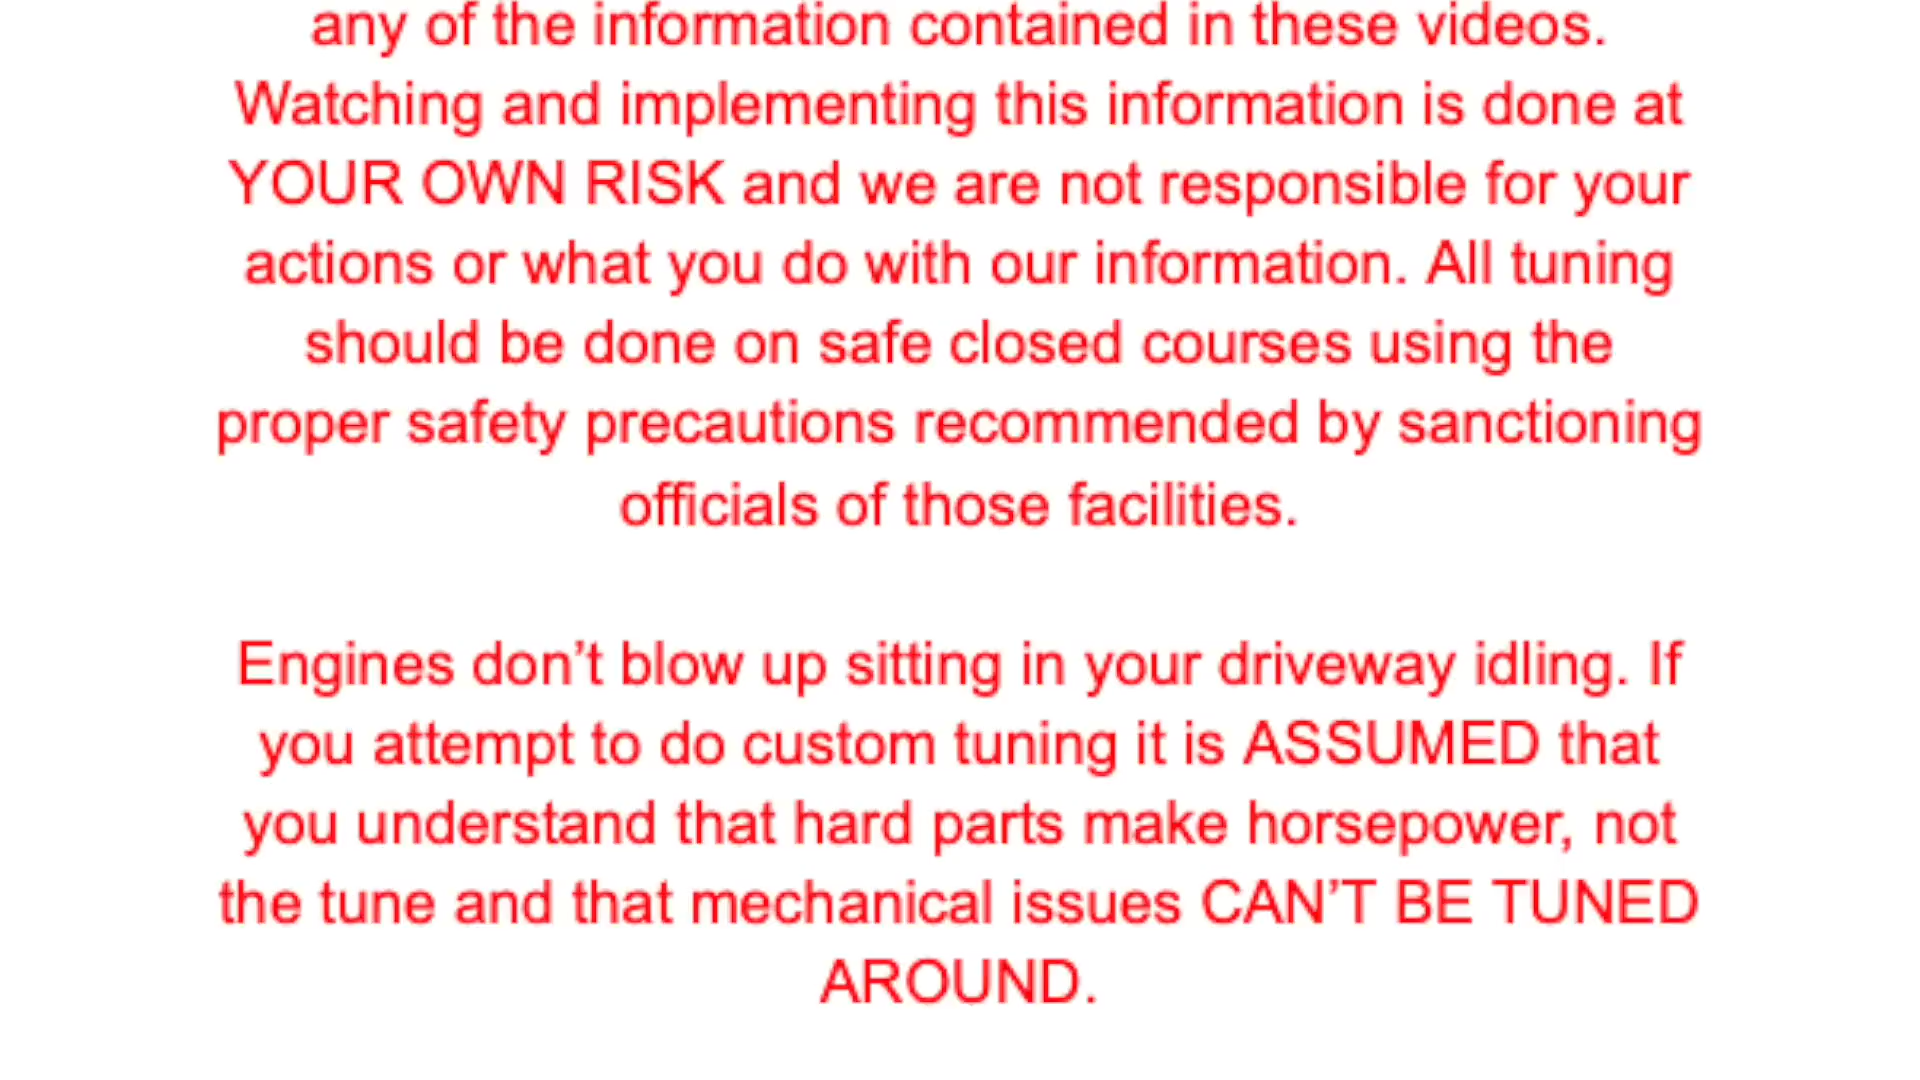 any of the information contained in these videos.
Watching and implementing this information is done at
YOUR OWN RISK and we are not responsible for your
actions or what you do with our information. All tuning
should be done on safe closed courses using the
proper safety precautions recommended by sanctioning
officials of those facilities.
Engines don’t blow up sitting in your driveway idling. If
you attempt to do custom tuning it is ASSUMED that
you understand that hard parts make horsepower, not
the tune and that mechanical issues CAN’T BE TUNED
AROUND.